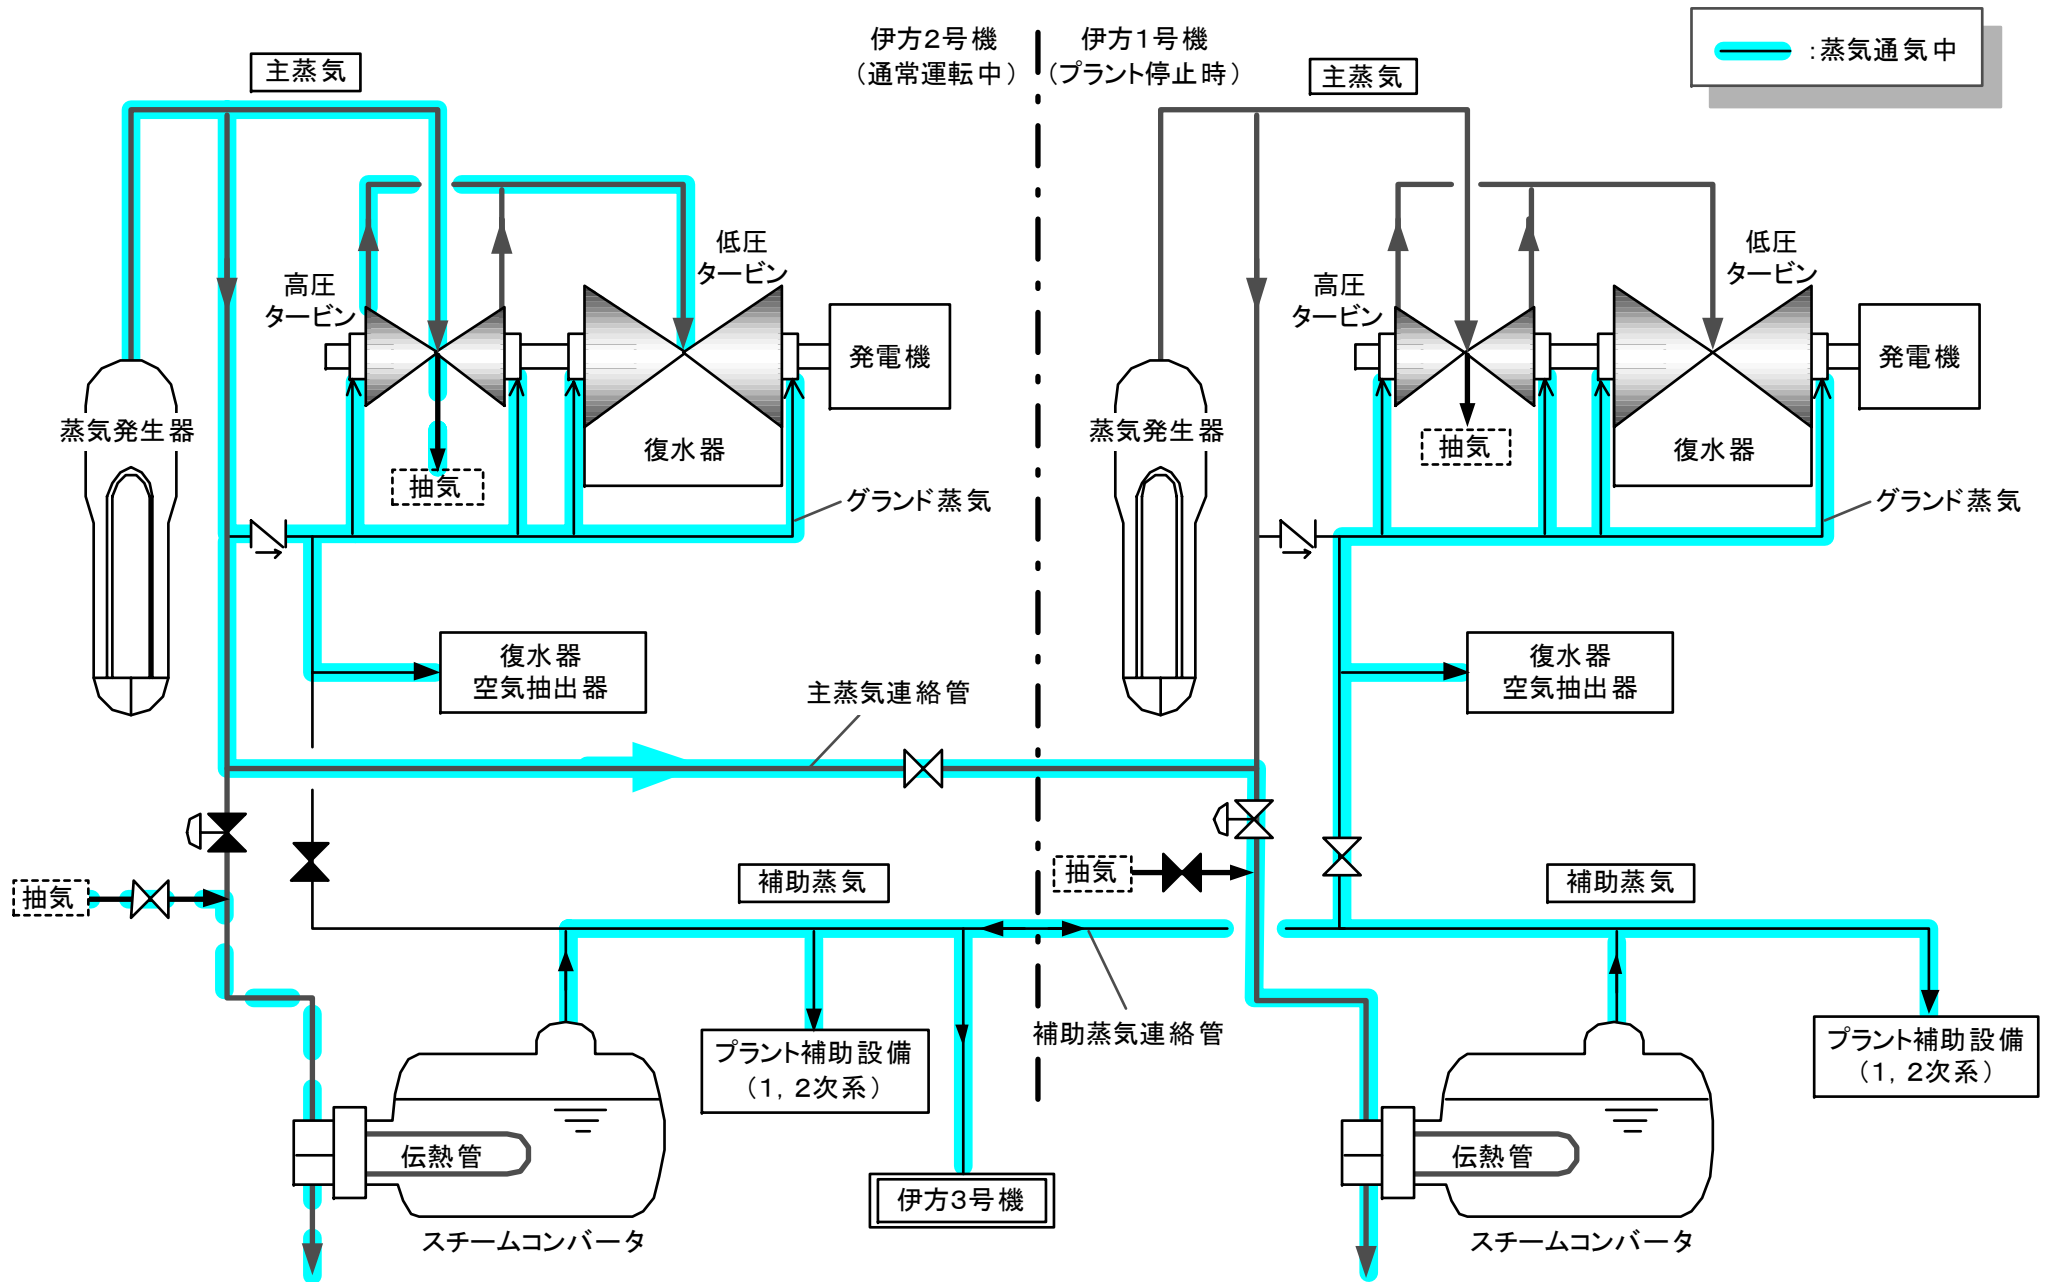 伊方2号機
（通常運転中）
伊方1号機
（プラント停止時）
：蒸気通気中
主蒸気
主蒸気
高圧
タービン
低圧
タービン
発電機
蒸気発生器
復水器
抽気
グランド蒸気
高圧
タービン
低圧
タービン
発電機
蒸気発生器
復水器
抽気
グランド蒸気
復水器
空気抽出器
主蒸気連絡管
復水器
空気抽出器
抽気
補助蒸気
抽気
補助蒸気
補助蒸気連絡管
プラント補助設備
（1，2次系）
プラント補助設備
（1，2次系）
伝熱管
伊方3号機
伝熱管
スチームコンバータ
スチームコンバータ